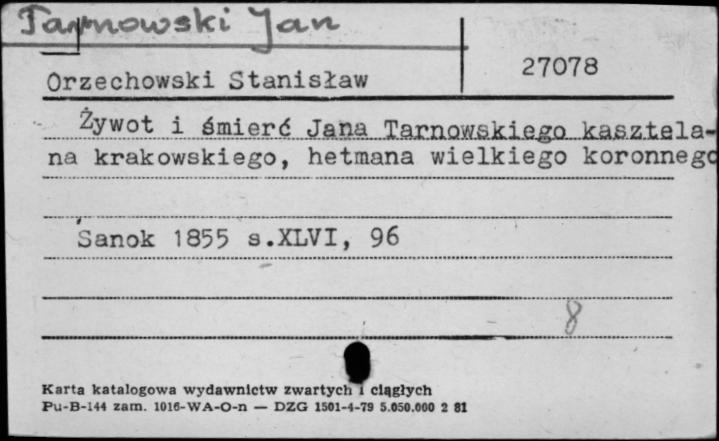 Tarnowski Jan
Orzechowski Stanisław
27078
Żywot i śmierć Jana Tarnowskiego kasztela-
na krakowskiego, hetmana wielkiego koronnego
Sanok 1855 s.XLVI, 96
8
Karta katalogowa wydawnictw zwartych i ciągłych
Pu-B-144 zam. 1016-WA-O-n — DZG 1501-4-79 5.050.000 2 81